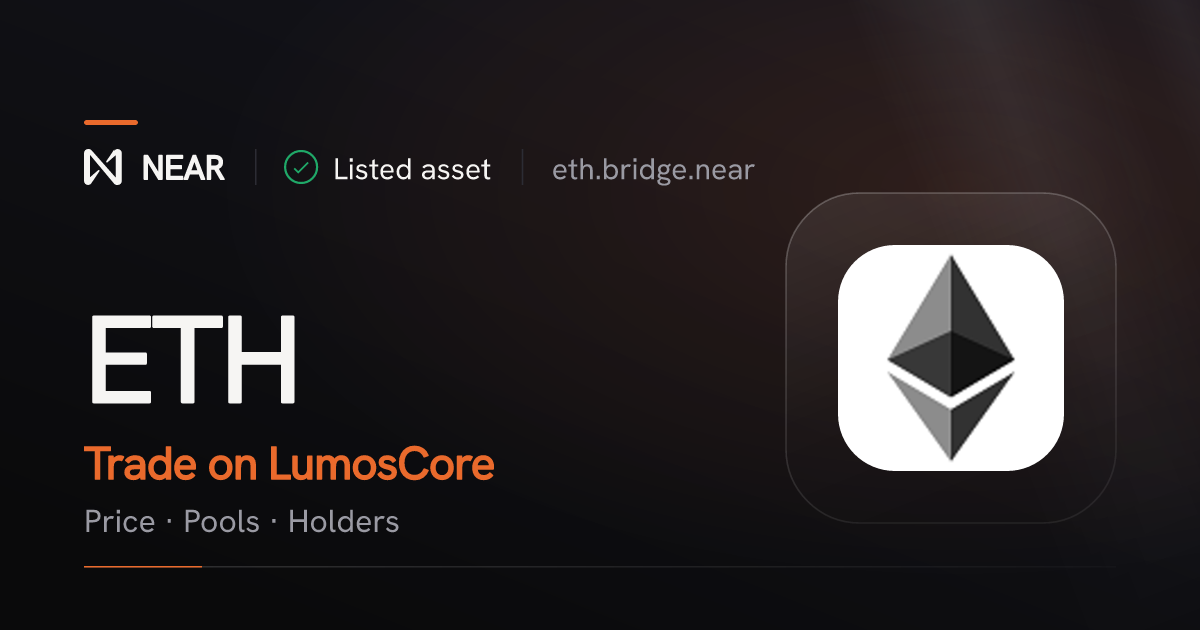 NEAR Listed asset eth.bridge.near
ETH
Trade on LumosCore
Price · Pools · Holders